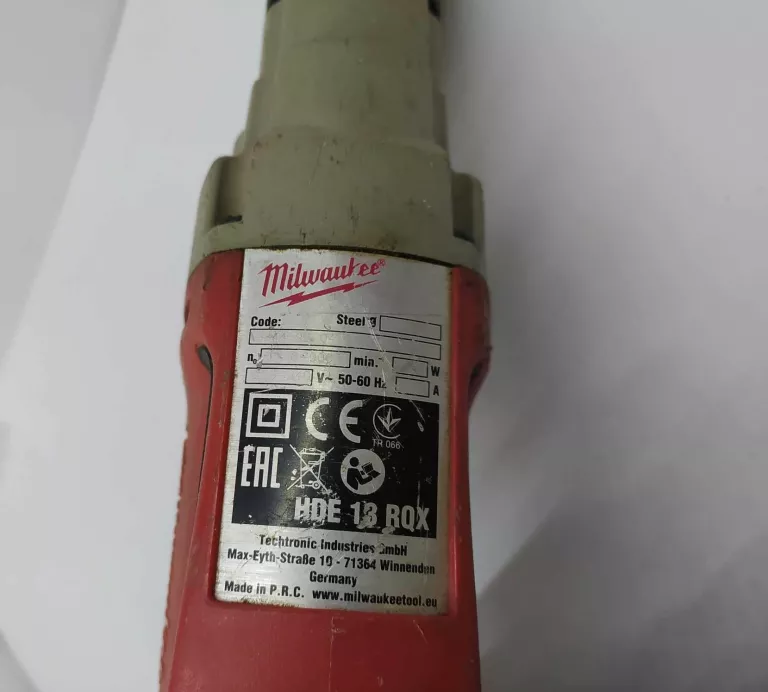 Milwaukee®
Code: Steel ø
n₀ min.⁻ W
V~ 50-60 Hz A
CE
TR 066
EAC
HDE 13 RQX
Techtronic Industries GmbH
Max-Eyth-Straße 10 - 71364 Winnenden
Germany
Made in P.R.C. www.milwaukeetool.eu